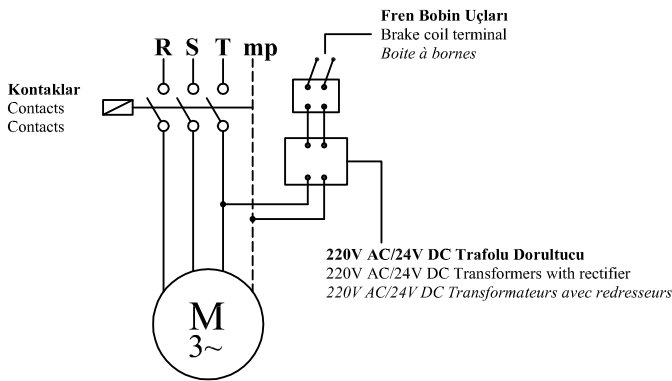 Fren Bobin Uçları
Brake coil terminal
Boite à bornes
R S T mp
Kontaklar
Contacts
Contacts
220V AC/24V DC Trafolu Dorultucu
220V AC/24V DC Transformers with rectifier
220V AC/24V DC Transformateurs avec redresseurs
M
3~